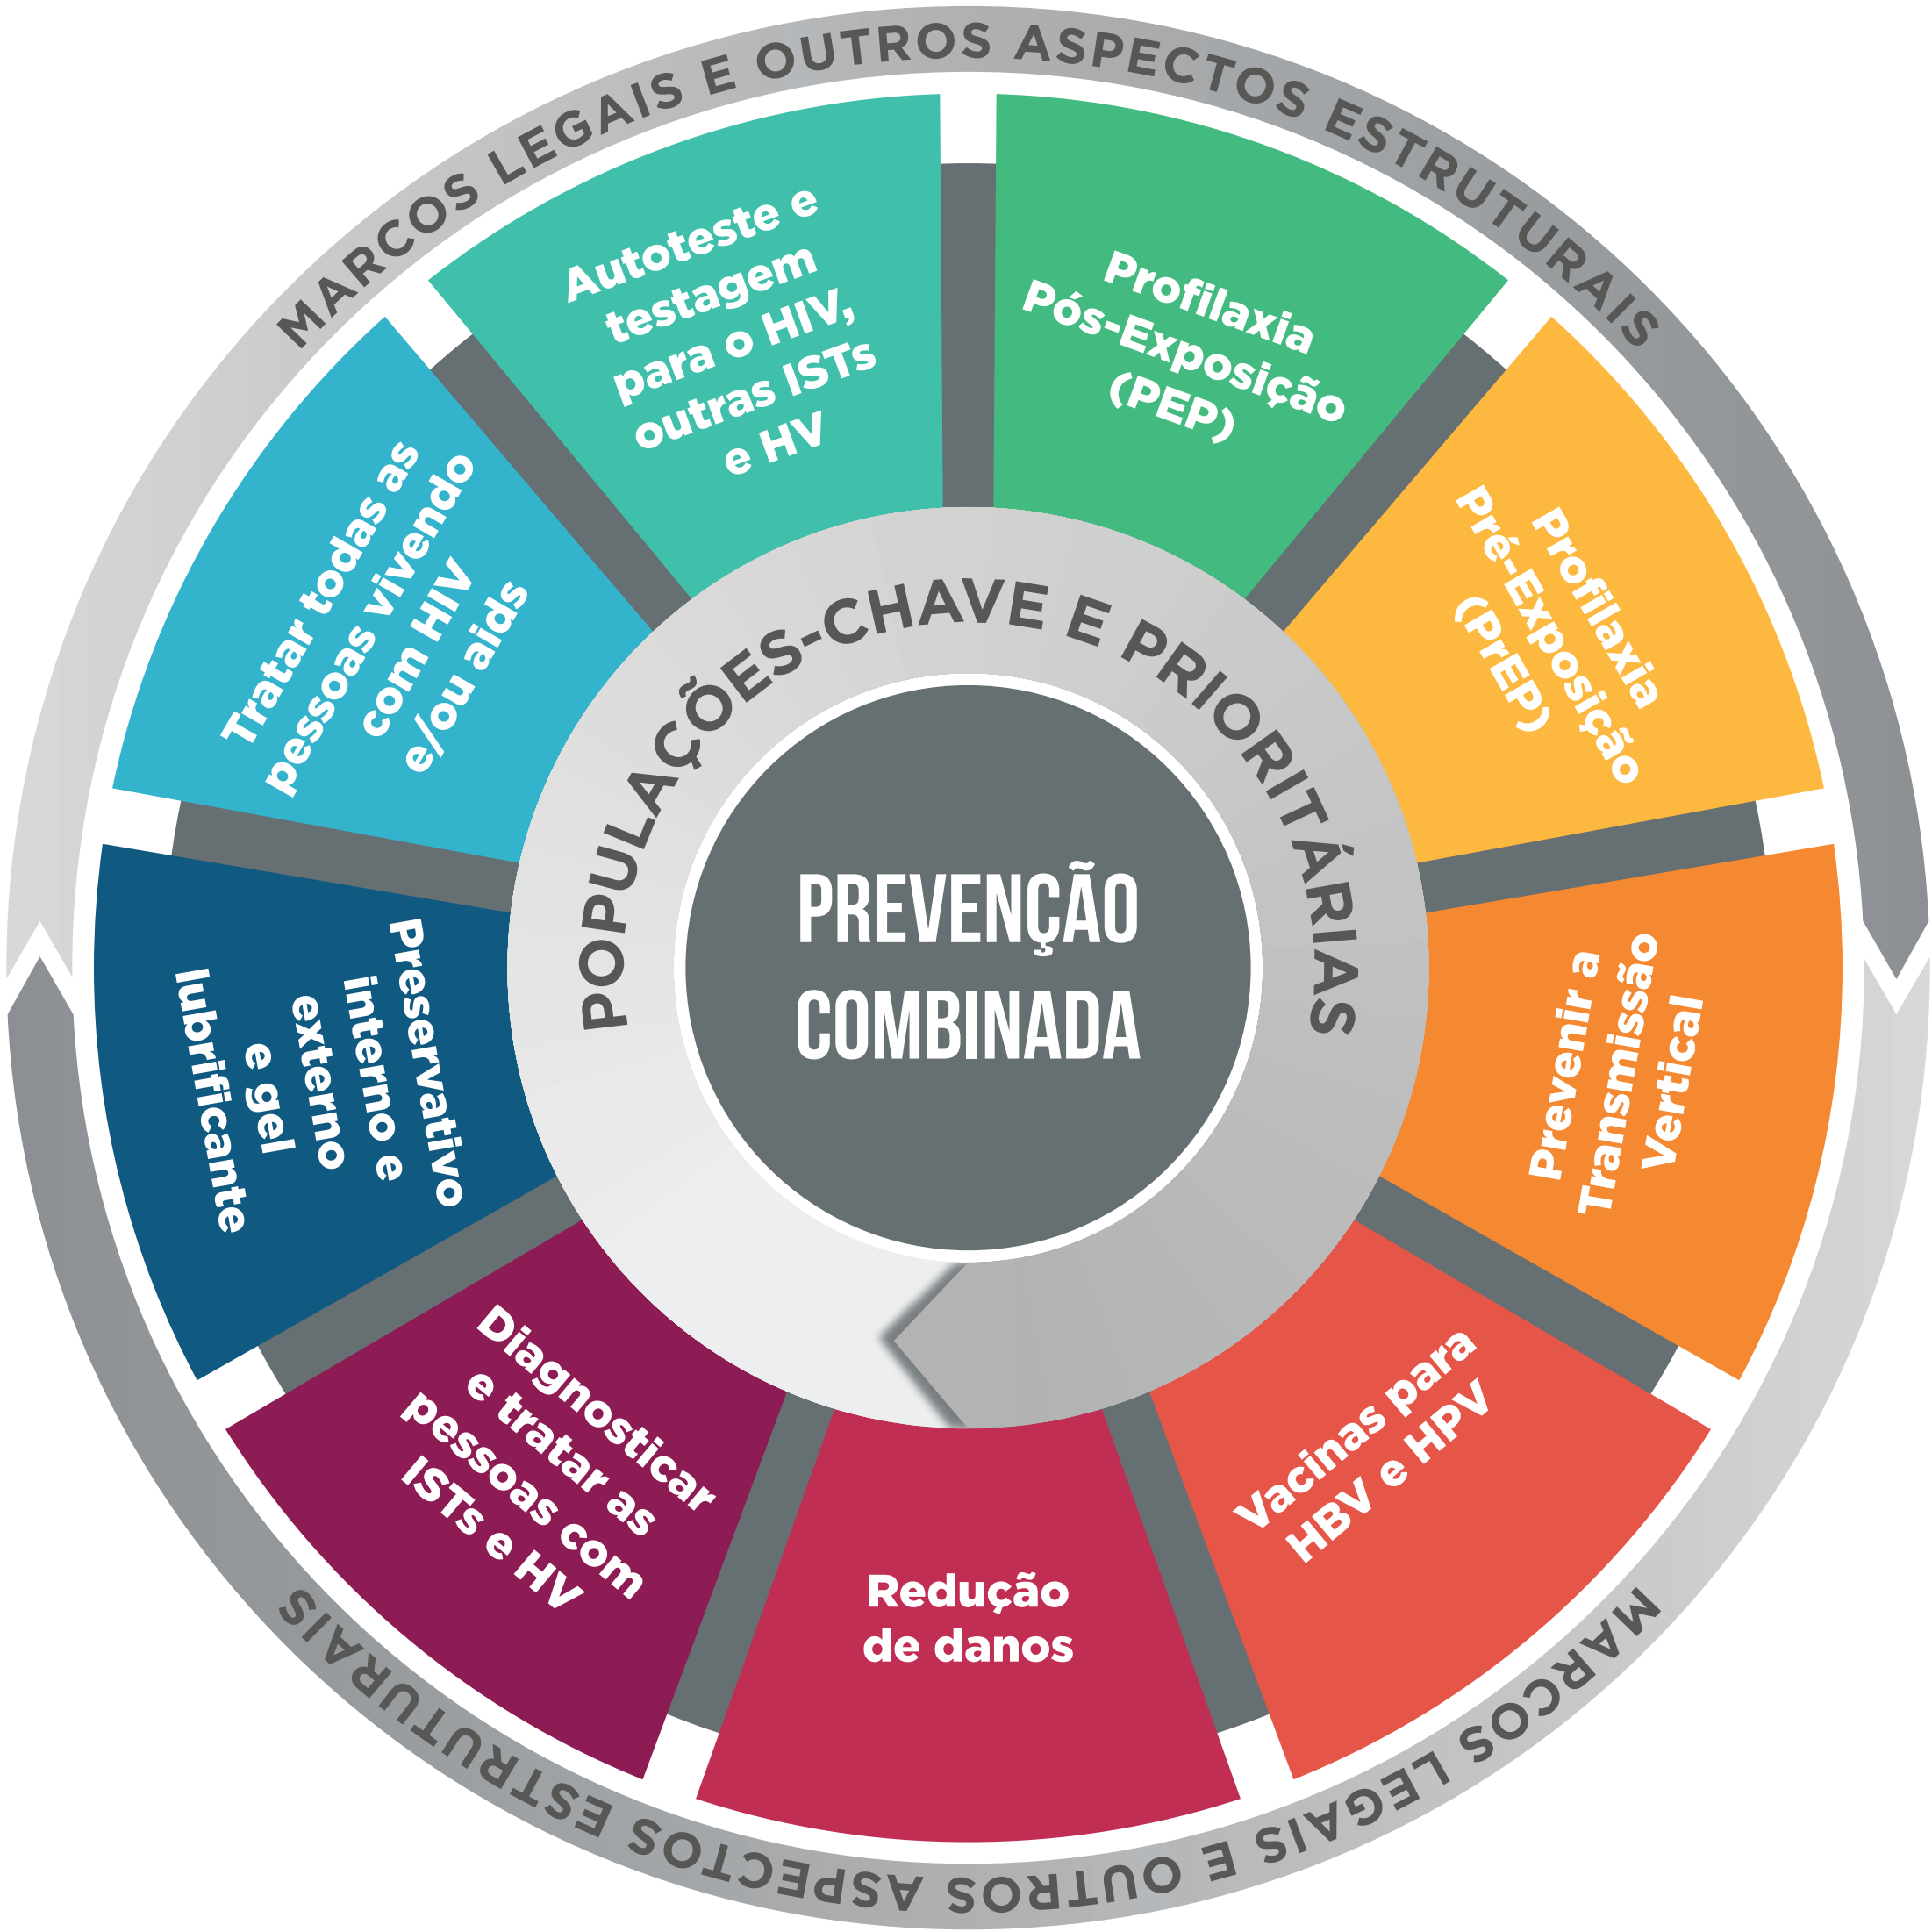 MARCOS LEGAIS E OUTROS ASPECTOS ESTRUTURAIS
Autoteste e
testagem
para o HIV,
outras ISTs
e HV
Profilaxia
pós-Exposição
(PEP)
Profilaxia
Pré-Exposição
(PrEP)
Prevenir a
Transmissão
Vertical
Vacinas para
HBV e HPV
Redução
de danos
Diagnosticar
e tratar as
pessoas com
ISTs e HV
Preservativo
interno e
externo
e gel
lubrificante
Tratar todas as
pessoas vivendo
com HIV
e/ou aids
POPULAÇÕES-CHAVE E PRIORITÁRIAS
PREVENÇÃO
COMBINADA
MARCOS LEGAIS E OUTROS ASPECTOS ESTRUTURAIS